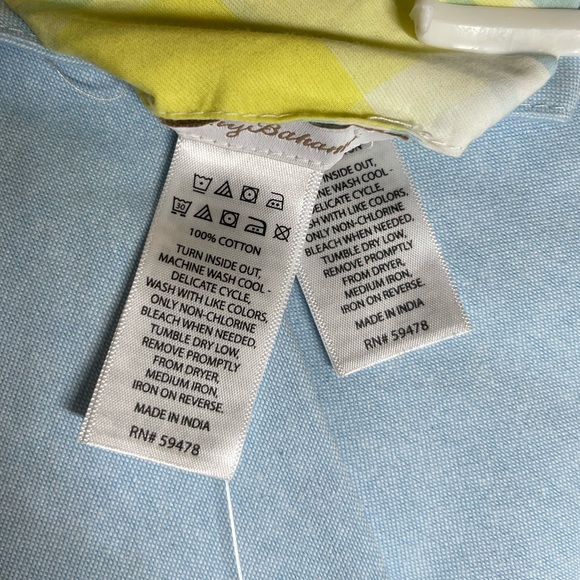 Baham
30
100% COTTON
TURN INSIDE OUT,
MACHINE WASH COOL -
DELICATE CYCLE,
WASH WITH LIKE COLORS,
ONLY NON-CHLORINE
BLEACH WHEN NEEDED,
TUMBLE DRY LOW,
REMOVE PROMPTLY
FROM DRYER,
MEDIUM IRON,
IRON ON REVERSE.
MADE IN INDIA
RN# 59478
INSIDE OUT,
WASH COOL -
DELICATE CYCLE,
WITH LIKE COLORS,
ONLY NON-CHLORINE
BLEACH WHEN NEEDED,
TUMBLE DRY LOW,
REMOVE PROMPTLY
FROM DRYER,
MEDIUM IRON,
IRON ON REVERSE.
MADE IN INDIA
RN# 59478